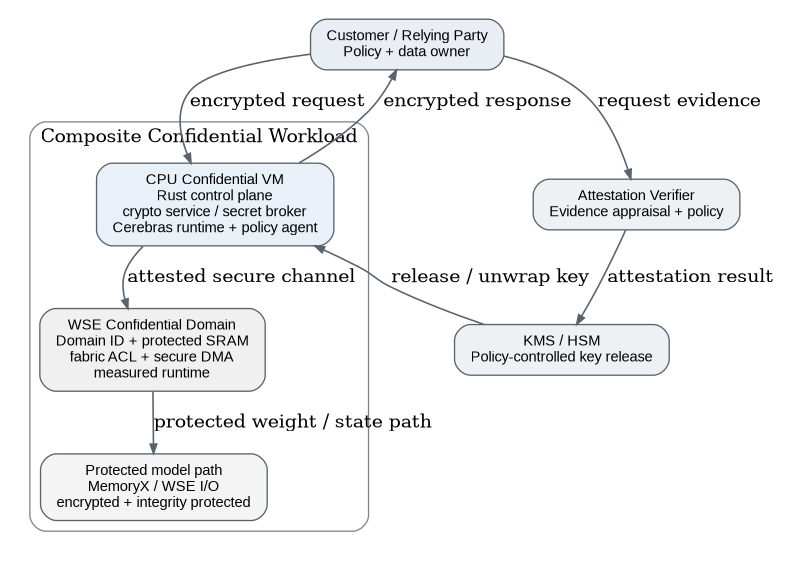 Customer / Relying Party
Policy + data owner
encrypted request
encrypted response
request evidence
Composite Confidential Workload
CPU Confidential VM
Rust control plane
crypto service / secret broker
Cerebras runtime + policy agent
Attestation Verifier
Evidence appraisal + policy
attested secure channel
release / unwrap key
attestation result
WSE Confidential Domain
Domain ID + protected SRAM
fabric ACL + secure DMA
measured runtime
KMS / HSM
Policy-controlled key release
protected weight / state path
Protected model path
MemoryX / WSE I/O
encrypted + integrity protected